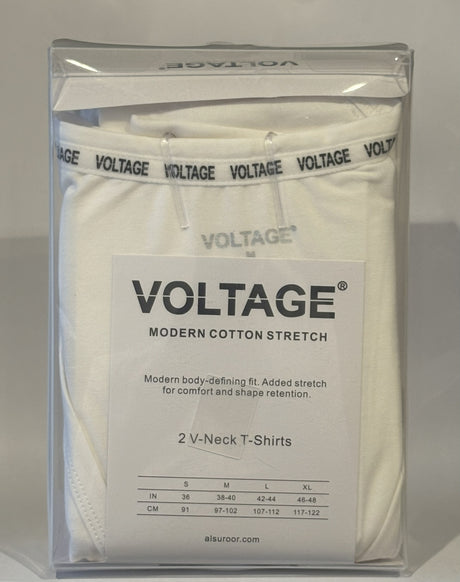 VOLTAGE
AGE VOLTAGE VOLTAGE VOLTAGE VOLTAGE VOLT
VOLTAGE®
M
VOLTAGE®
MODERN COTTON STRETCH
Modern body-defining fit. Added stretch
for comfort and shape retention.
2 V-Neck T-Shirts
S M L XL
IN 36 38-40 42-44 46-48
CM 91 97-102 107-112 117-122
alsuroor.com